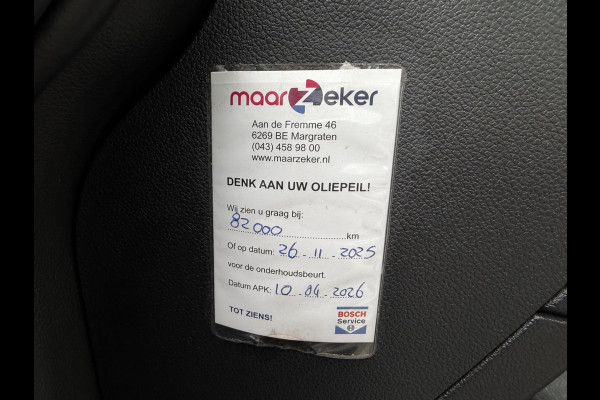 maarZeker
Aan de Fremme 46
6269 BE Margraten
(043) 458 98 00
www.maarzeker.nl
DENK AAN UW OLIEPEIL!
Wij zien u graag bij:
82000 km
Of op datum: 26-11-2025
voor de onderhoudsbeurt.
Datum APK: 10-04-2026
TOT ZIENS!
BOSCH
Service